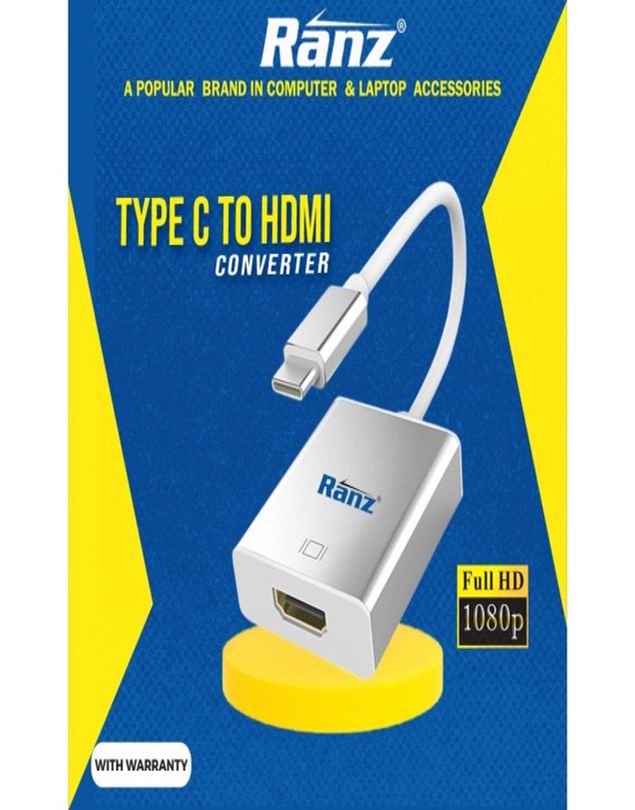 Ranz®
A POPULAR BRAND IN COMPUTER & LAPTOP ACCESSORIES
TYPE C TO HDMI
CONVERTER
Ranz®
Full HD
1080p
WITH WARRANTY